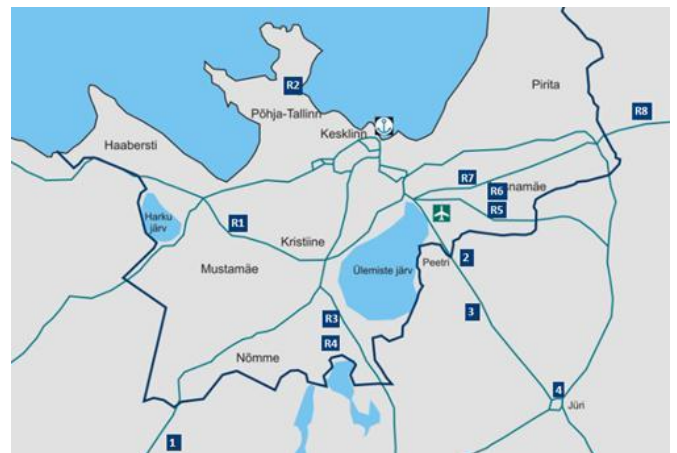 Pirita
R2
Põhja-Tallinn
R8
Kesklinn
Haabersti
R7
R6
snamäe
R5
Harku
järv
R1
Kristiine
Mustamäe
Ülemiste järv
Peetri
2
3
R3
R4
Nõmme
4
Jüri
1